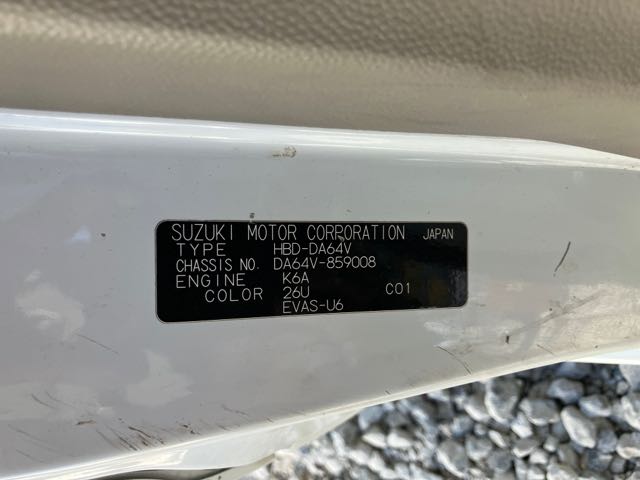 SUZUKI MOTOR CORPORATION JAPAN
TYPE HBD-DA64V
CHASSIS NO. DA64V-859008
ENGINE K6A
COLOR 26U C01
EVAS-U6